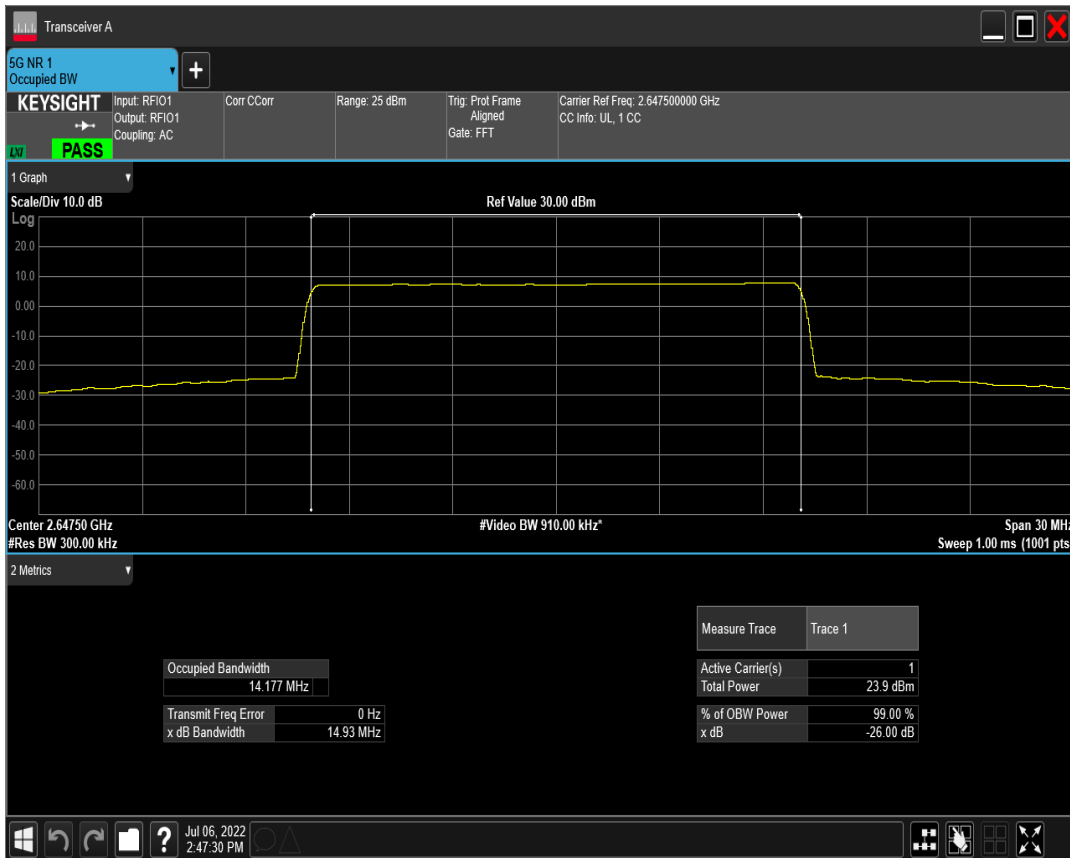 Transceiver A
5G NR 1
Occupied BW
+
KEYSIGHT
LXI
PASS
Input: RFIO1
Output: RFIO1
Coupling: AC
Corr CCorr
Range: 25 dBm
Trig: Prot Frame
Aligned
Gate: FFT
Carrier Ref Freq: 2.647500000 GHz
CC Info: UL, 1 CC
1 Graph
Scale/Div 10.0 dB
Ref Value 30.00 dBm
Log
20.0
10.0
0.00
-10.0
-20.0
-30.0
-40.0
-50.0
-60.0
Center 2.64750 GHz
#Video BW 910.00 kHz*
Span 30 MHz
#Res BW 300.00 kHz
Sweep 1.00 ms (1001 pts
2 Metrics
Measure Trace Trace 1
Occupied Bandwidth
14.177 MHz
Active Carrier(s) 1
Total Power 23.9 dBm
Transmit Freq Error 0 Hz
x dB Bandwidth 14.93 MHz
% of OBW Power 99.00 %
x dB -26.00 dB
?
Jul 06, 2022
2:47:30 PM